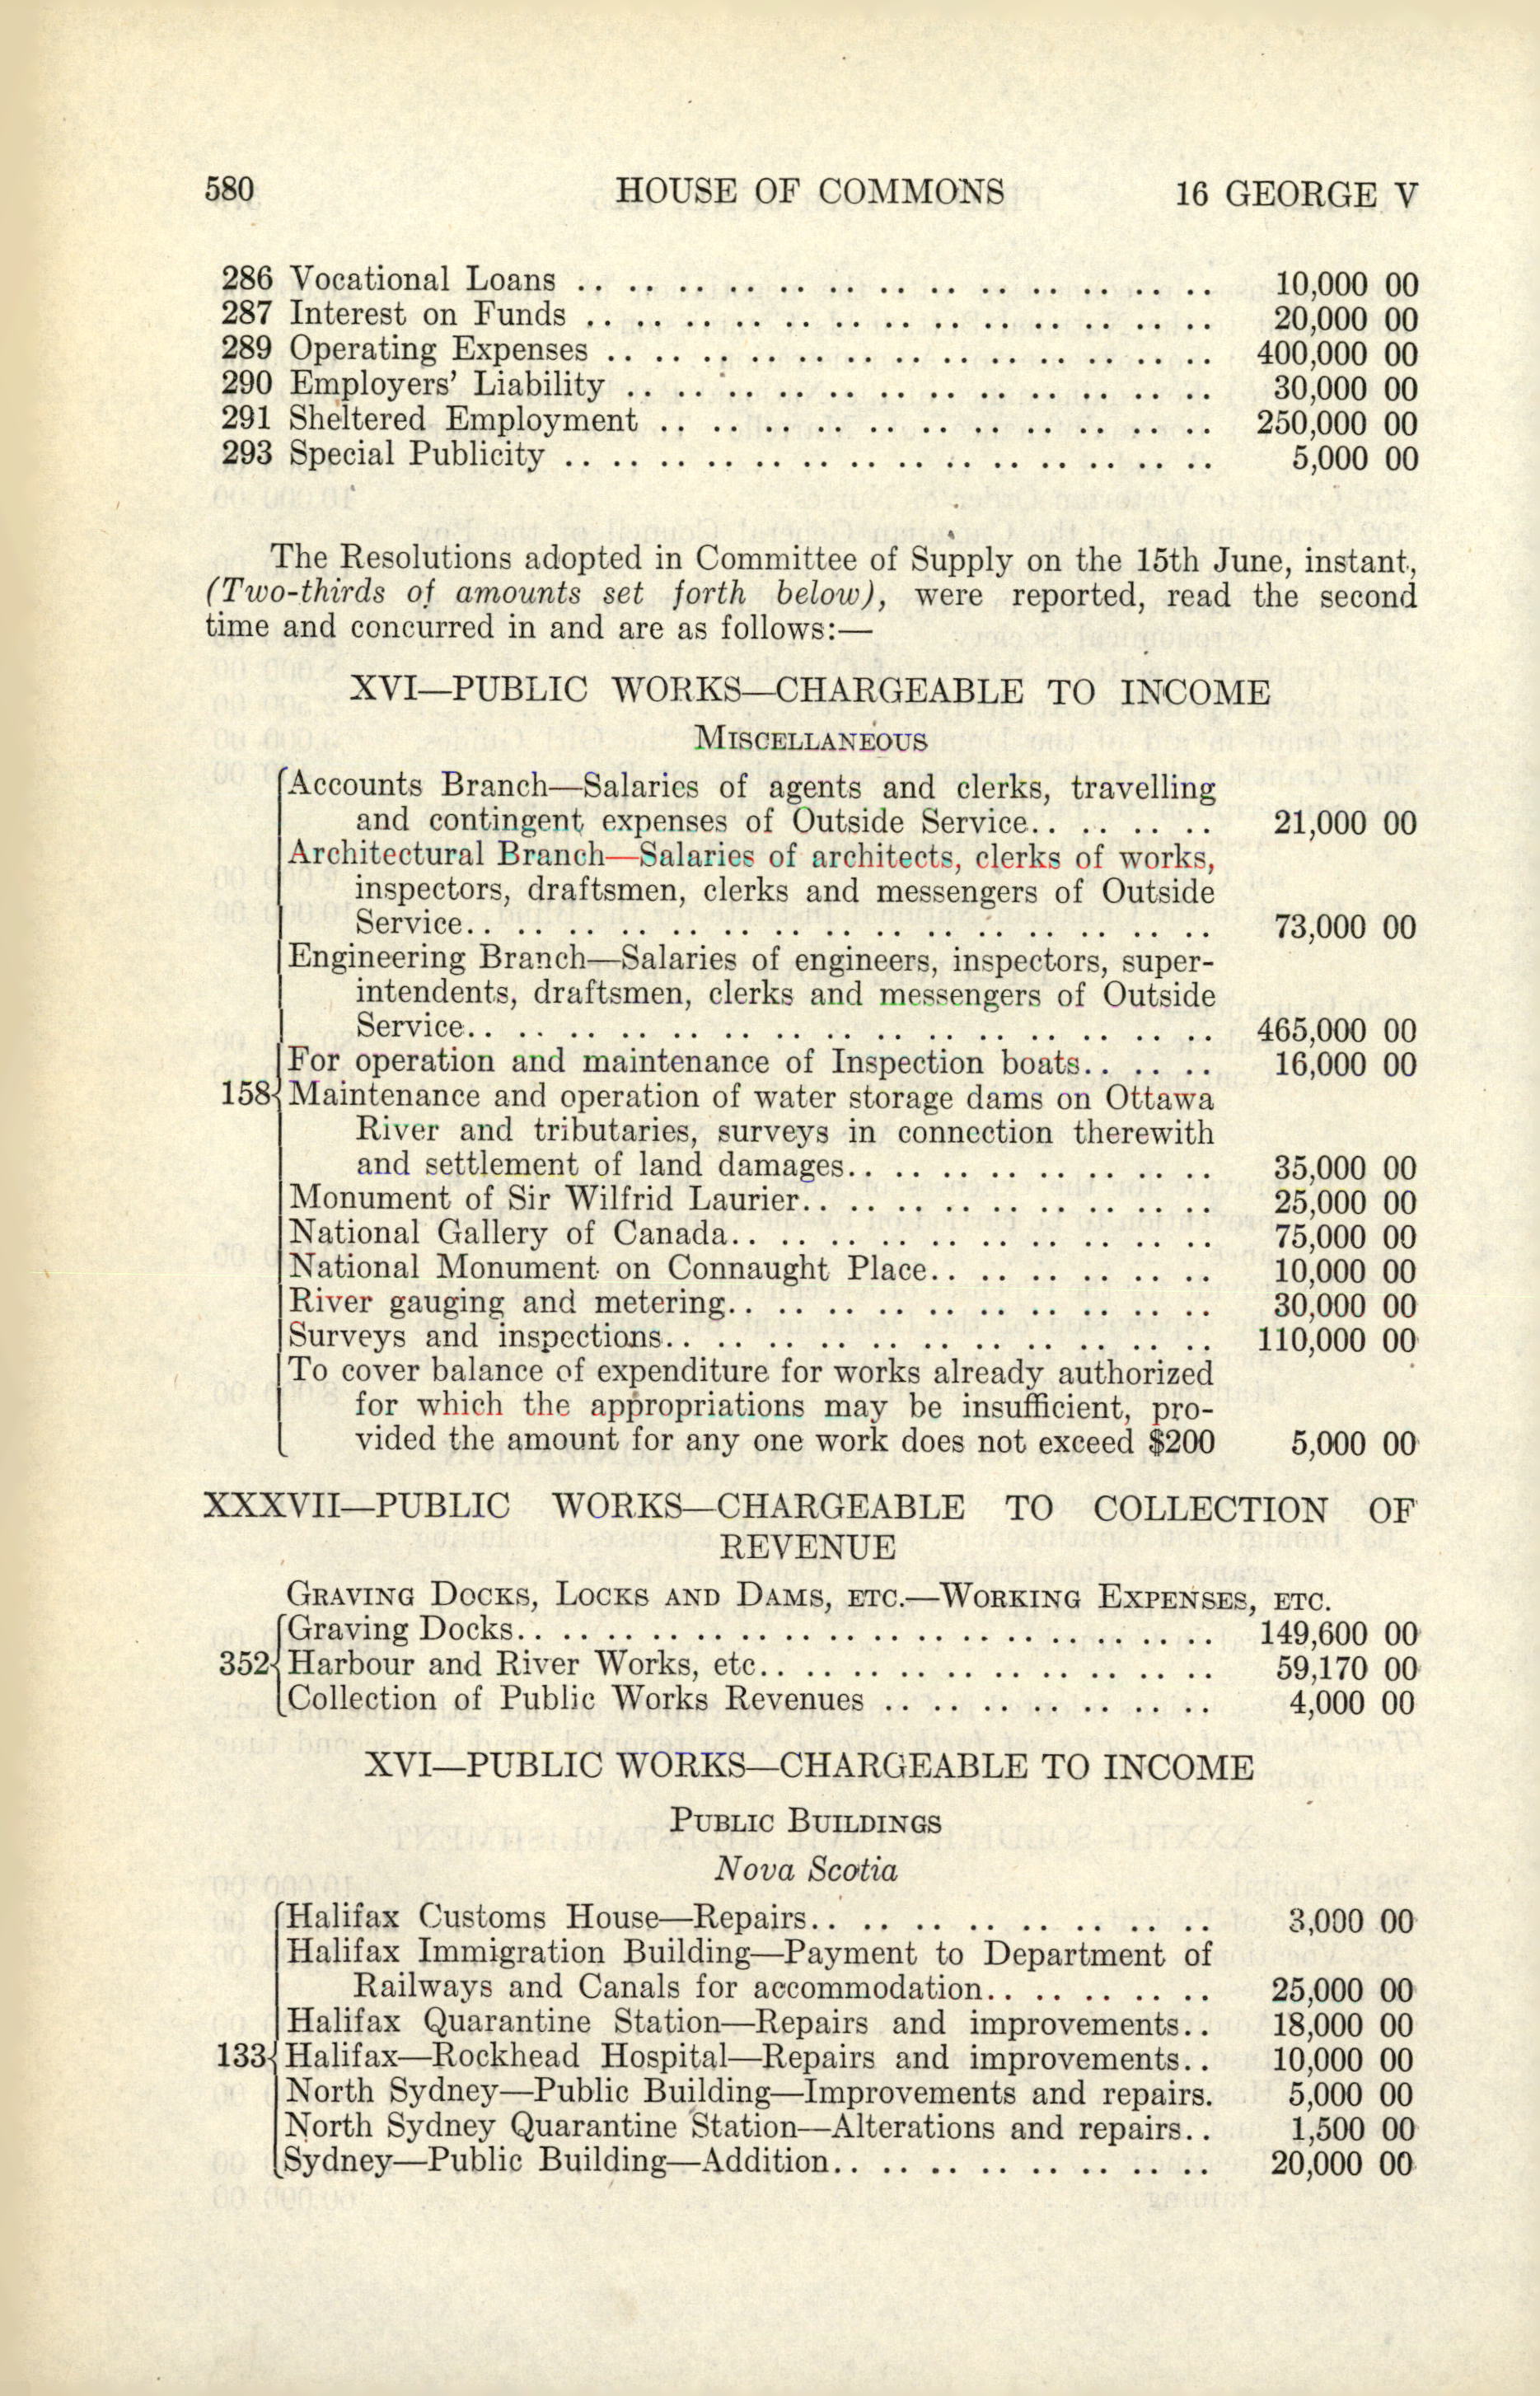 580 HOUSE OF COMMONS 16 GEORGE V
286 Vocational Loans .. .. .. .. .. .. .. .. .. .. .. .. .. 10,000 00
287 Interest on Funds .. .. .. .. .. .. .. .. .. .. .. .. .. 20,000 00
289 Operating Expenses .. .. .. .. .. .. .. .. .. .. .. .. .. 400,000 00
290 Employers' Liability .. .. .. .. .. .. .. .. .. .. .. .. 30,000 00
291 Sheltered Employment .. .. .. .. .. .. .. .. .. .. .. .. 250,000 00
293 Special Publicity .. .. .. .. .. .. .. .. .. .. .. .. .. .. 5,000 00
The Resolutions adopted in Committee of Supply on the 15th June, instant,
(Two-thirds of amounts set forth below), were reported, read the second
time and concurred in and are as follows:—
XVI—PUBLIC WORKS—CHARGEABLE TO INCOME
MISCELLANEOUS
Accounts Branch—Salaries of agents and clerks, travelling
and contingent expenses of Outside Service.. .. .. .. 21,000 00
Architectural Branch—Salaries of architects, clerks of works,
inspectors, draftsmen, clerks and messengers of Outside
Service.. .. .. .. .. .. .. .. .. .. .. .. .. .. .. 73,000 00
Engineering Branch—Salaries of engineers, inspectors, super-
intendents, draftsmen, clerks and messengers of Outside
Service.. .. .. .. .. .. .. .. .. .. .. .. .. .. .. 465,000 00
For operation and maintenance of Inspection boats.. .. .. 16,000 00
158 Maintenance and operation of water storage dams on Ottawa
River and tributaries, surveys in connection therewith
and settlement of land damages.. .. .. .. .. .. .. .. 35,000 00
Monument of Sir Wilfrid Laurier.. .. .. .. .. .. .. .. .. 25,000 00
National Gallery of Canada.. .. .. .. .. .. .. .. .. .. 75,000 00
National Monument on Connaught Place.. .. .. .. .. .. 10,000 00
River gauging and metering.. .. .. .. .. .. .. .. .. .. 30,000 00
Surveys and inspections.. .. .. .. .. .. .. .. .. .. .. 110,000 00
To cover balance of expenditure for works already authorized
for which the appropriations may be insufficient, pro-
vided the amount for any one work does not exceed $200 5,000 00
XXXVII—PUBLIC WORKS—CHARGEABLE TO COLLECTION OF
REVENUE
GRAVING DOCKS, LOCKS AND DAMS, ETC.—WORKING EXPENSES, ETC.
Graving Docks.. .. .. .. .. .. .. .. .. .. .. .. .. .. .. 149,600 00
352 Harbour and River Works, etc.. .. .. .. .. .. .. .. .. .. 59,170 00
Collection of Public Works Revenues .. .. .. .. .. .. .. 4,000 00
XVI—PUBLIC WORKS—CHARGEABLE TO INCOME
PUBLIC BUILDINGS
Nova Scotia
Halifax Customs House—Repairs.. .. .. .. .. .. .. .. 3,000 00
Halifax Immigration Building—Payment to Department of
Railways and Canals for accommodation.. .. .. .. .. 25,000 00
Halifax Quarantine Station—Repairs and improvements.. 18,000 00
133 Halifax—Rockhead Hospital—Repairs and improvements.. 10,000 00
North Sydney—Public Building—Improvements and repairs. 5,000 00
North Sydney Quarantine Station—Alterations and repairs.. 1,500 00
Sydney—Public Building—Addition.. .. .. .. .. .. .. .. 20,000 00